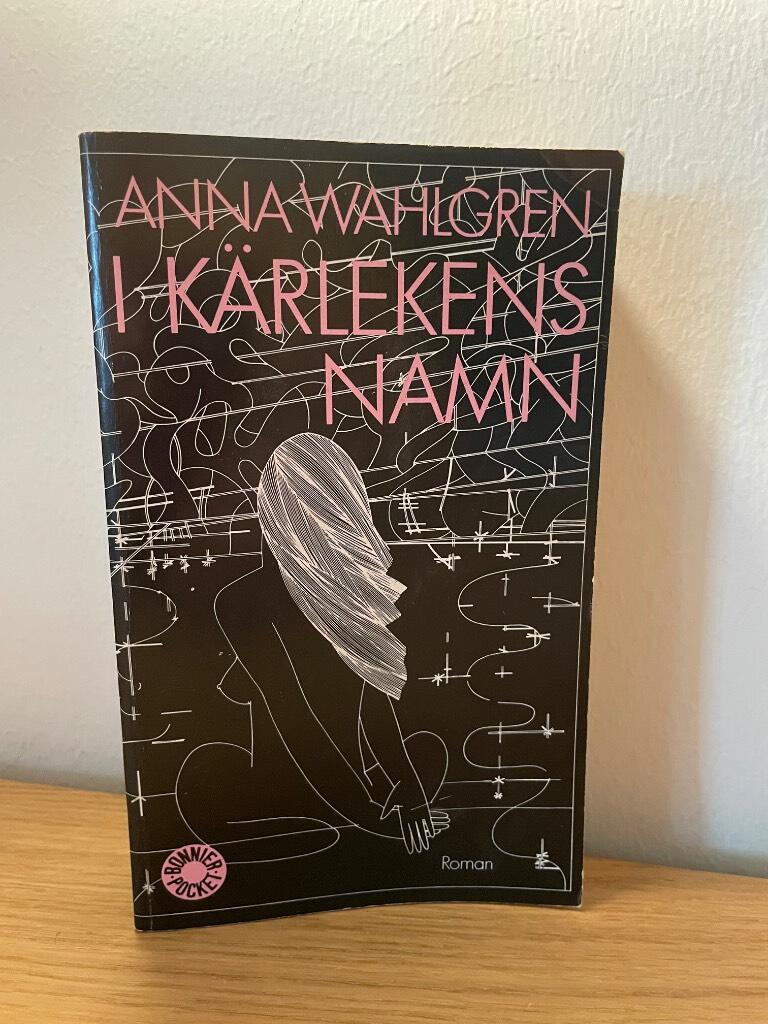 ANNA WAHLGREN
I KÄRLEKENS
NAMN
Roman
BONNIER
POCKET